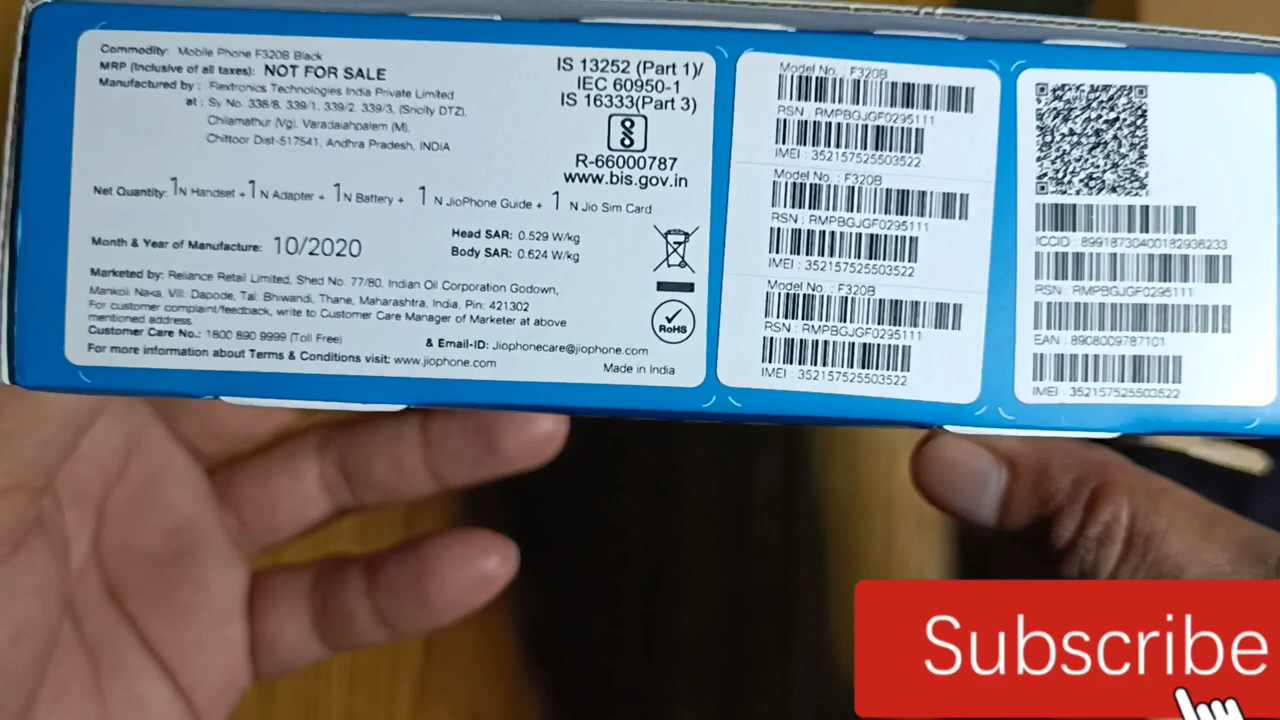 Commodity: Mobile Phone F320B Black
MRP (Inclusive of all taxes): NOT FOR SALE
Manufactured by : Flextronics Technologies India Private Limited
at : Sy No. 338/8, 339/1, 339/2, 339/3, (Sricity DTZ),
Chilamathur (Vg), Varadaiahpalem (M),
Chittoor Dist-517541, Andhra Pradesh, INDIA
IS 13252 (Part 1)/
IEC 60950-1
IS 16333(Part 3)
R-66000787
www.bis.gov.in
Net Quantity: 1N Handset + 1N Adapter + 1N Battery + 1 N JioPhone Guide + 1 N Jio Sim Card
Month & Year of Manufacture: 10/2020
Head SAR: 0.529 W/kg
Body SAR: 0.624 W/kg
Marketed by: Reliance Retail Limited, Shed No. 77/80, Indian Oil Corporation Godown,
Mankoli Naka, Vill: Dapode, Tal: Bhiwandi, Thane, Maharashtra, India, Pin: 421302
For customer complaint/feedback, write to Customer Care Manager of Marketer at above
mentioned address.
Customer Care No.: 1800 890 9999 (Toll Free) & Email-ID: Jiophonecare@jiophone.com
For more information about Terms & Conditions visit: www.jiophone.com
Made in India
RoHS
Model No. : F320B
RSN : RMPBGJGF0295111
IMEI : 352157525503522
Model No. : F320B
RSN : RMPBGJGF0295111
IMEI : 352157525503522
Model No. : F320B
RSN : RMPBGJGF0295111
IMEI : 352157525503522
ICCID : 89918730400182936233
RSN : RMPBGJGF0295111
EAN : 8908009787101
IMEI : 352157525503522
Subscribe